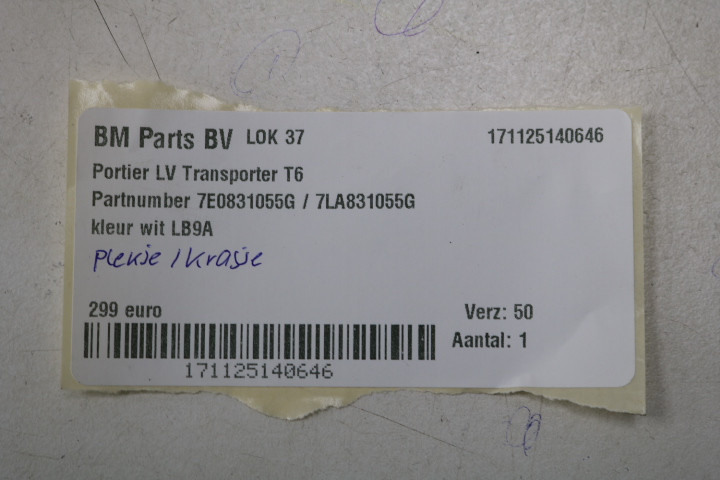 BM Parts BV LOK 37 171125140646
Portier LV Transporter T6
Partnumber 7E0831055G / 7LA831055G
kleur wit LB9A
plekje / krasje
299 euro Verz: 50
Aantal: 1
171125140646